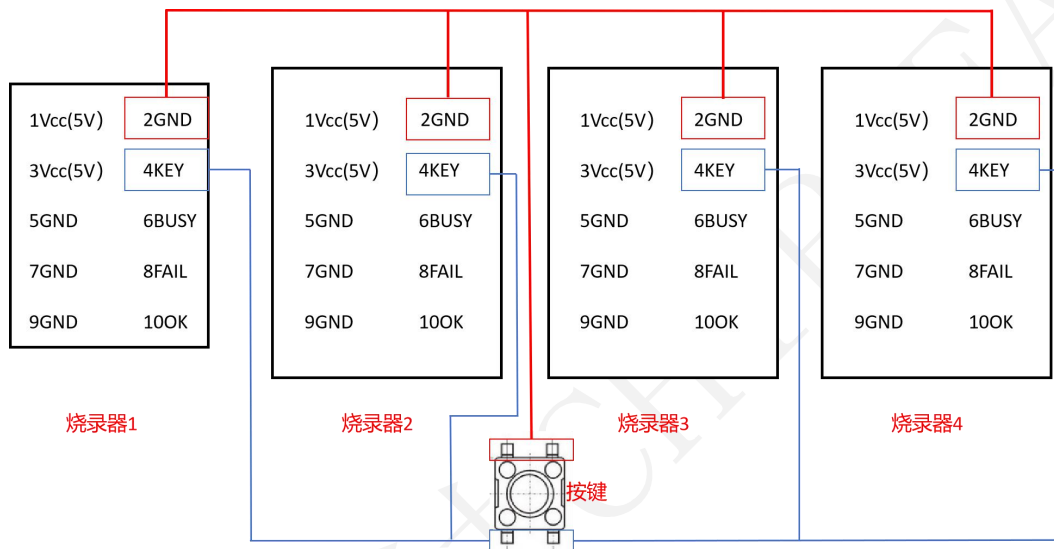 1Vcc(5V) 2GND
3Vcc(5V) 4KEY
5GND 6BUSY
7GND 8FAIL
9GND 10OK
烧录器1
1Vcc(5V) 2GND
3Vcc(5V) 4KEY
5GND 6BUSY
7GND 8FAIL
9GND 10OK
烧录器2
1Vcc(5V) 2GND
3Vcc(5V) 4KEY
5GND 6BUSY
7GND 8FAIL
9GND 10OK
烧录器3
1Vcc(5V) 2GND
3Vcc(5V) 4KEY
5GND 6BUSY
7GND 8FAIL
9GND 10OK
烧录器4
按键